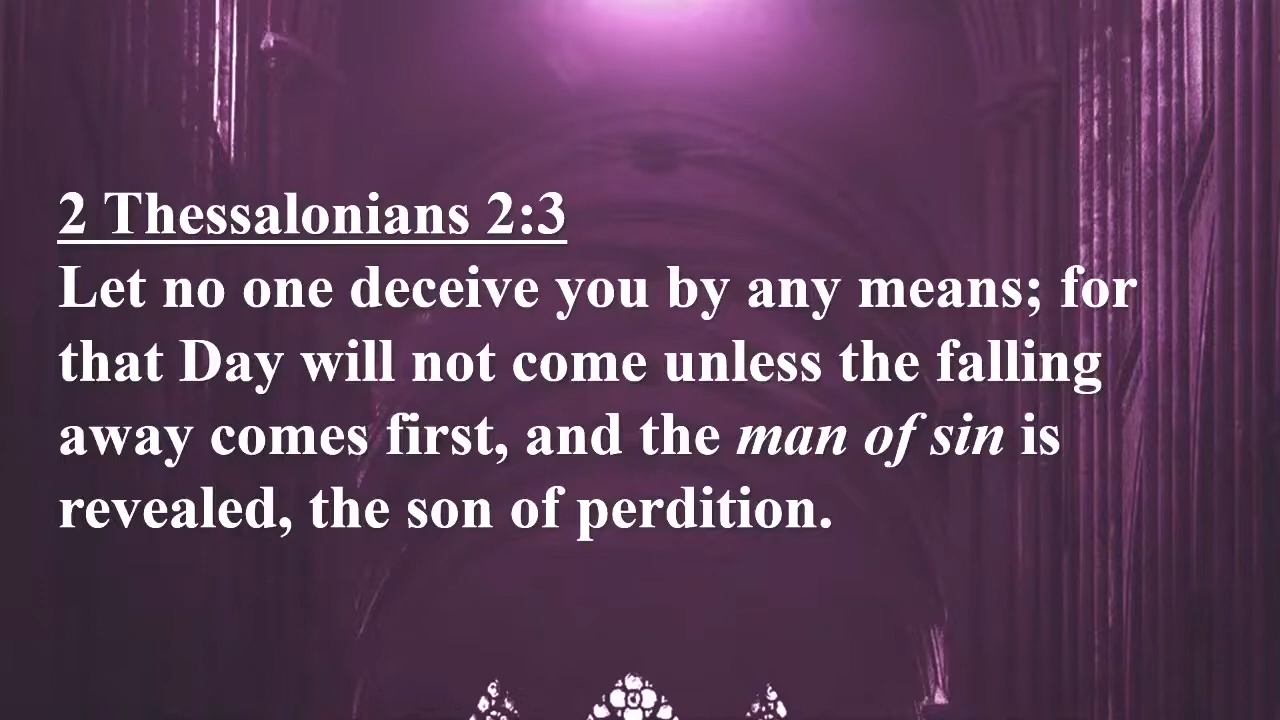 2 Thessalonians 2:3
Let no one deceive you by any means; for
that Day will not come unless the falling
away comes first, and the man of sin is
revealed, the son of perdition.